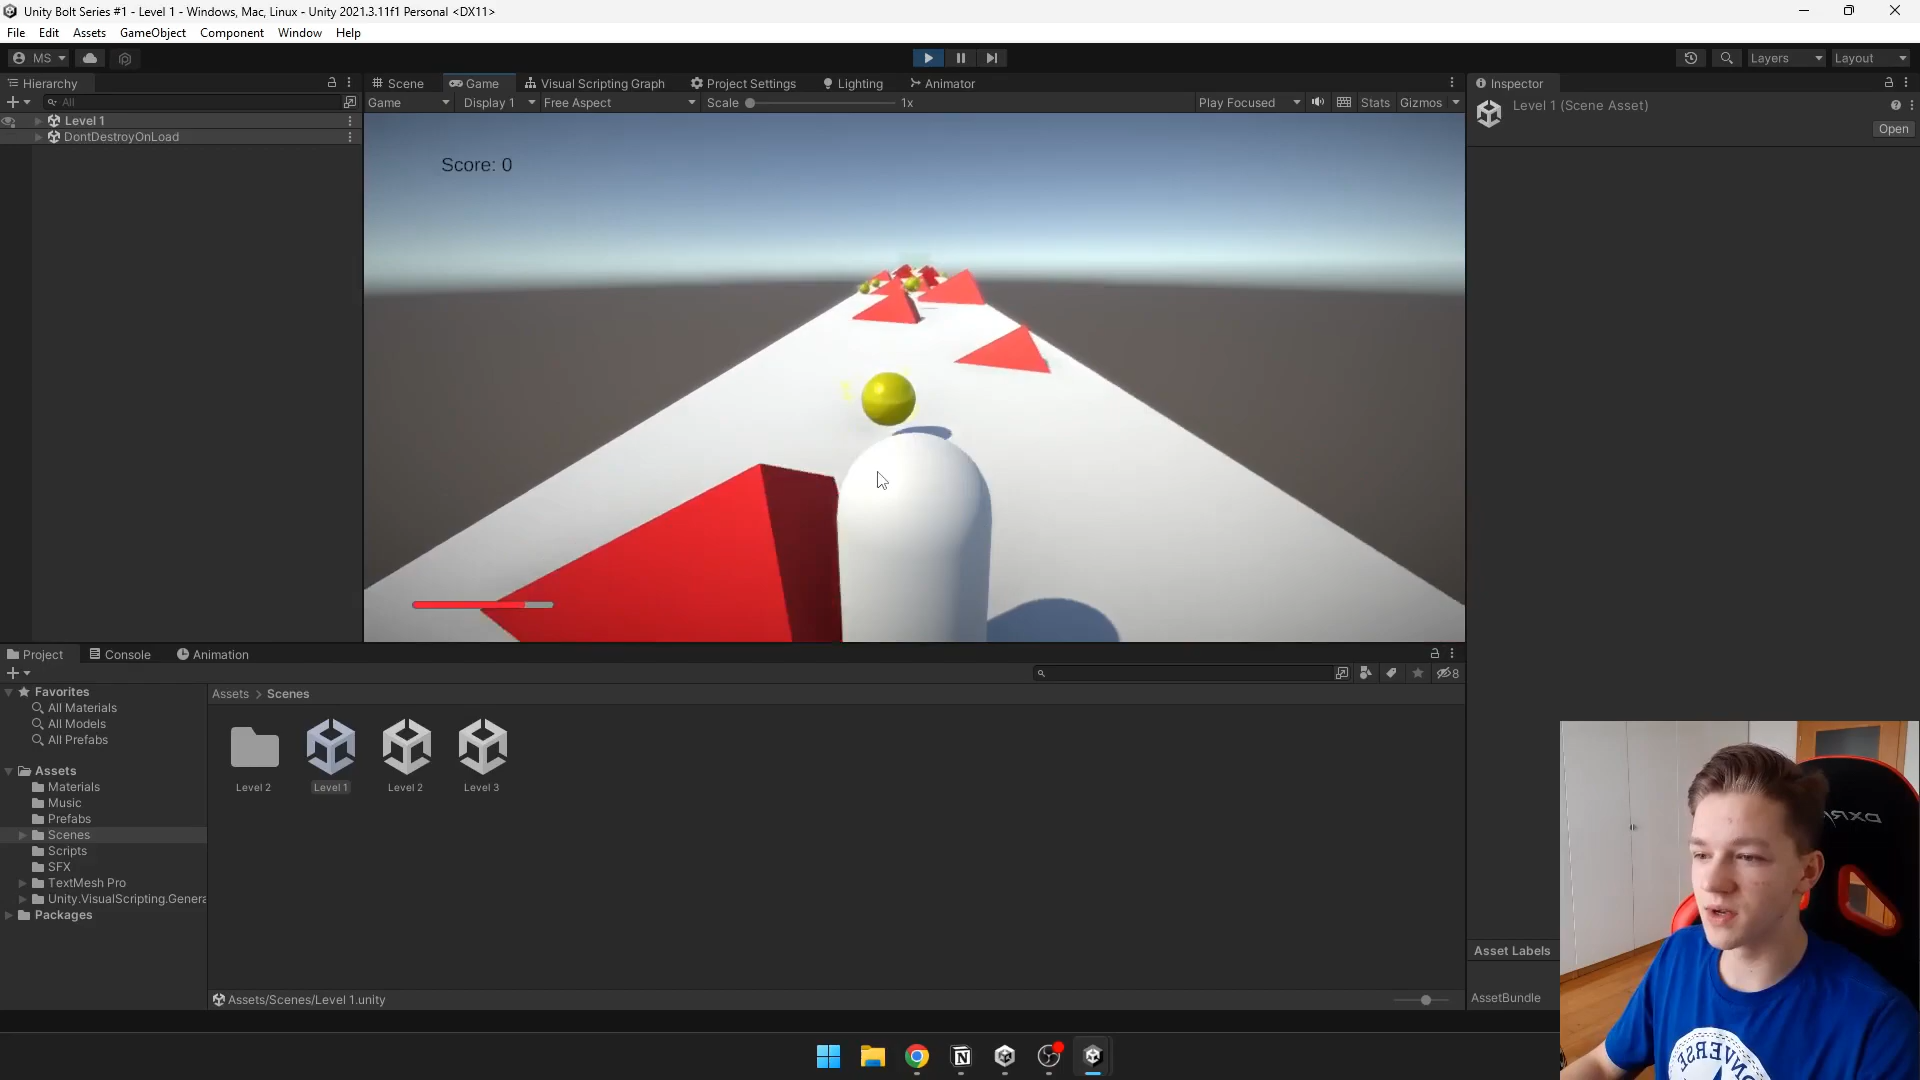 Unity Bolt Series #1 - Level 1 - Windows, Mac, Linux - Unity 2021.3.11f1 Personal <DX11>
File Edit Assets GameObject Component Window Help
MS Layers Layout
Hierarchy Scene Game Visual Scripting Graph Project Settings Lighting Animator Inspector
All Game Display 1 Free Aspect Scale 1x Play Focused Stats Gizmos Level 1 (Scene Asset)
Level 1 Open
DontDestroyOnLoad
Score: 0
Project Console Animation
8
Favorites Assets > Scenes
All Materials
All Models
All Prefabs
Assets
Materials Level 2 Level 1 Level 2 Level 3
Music
Prefabs
Scenes
Scripts
SFX
TextMesh Pro
Unity.VisualScripting.Genera
Packages
Asset Labels
Assets/Scenes/Level 1.unity AssetBundle
CONVERSE